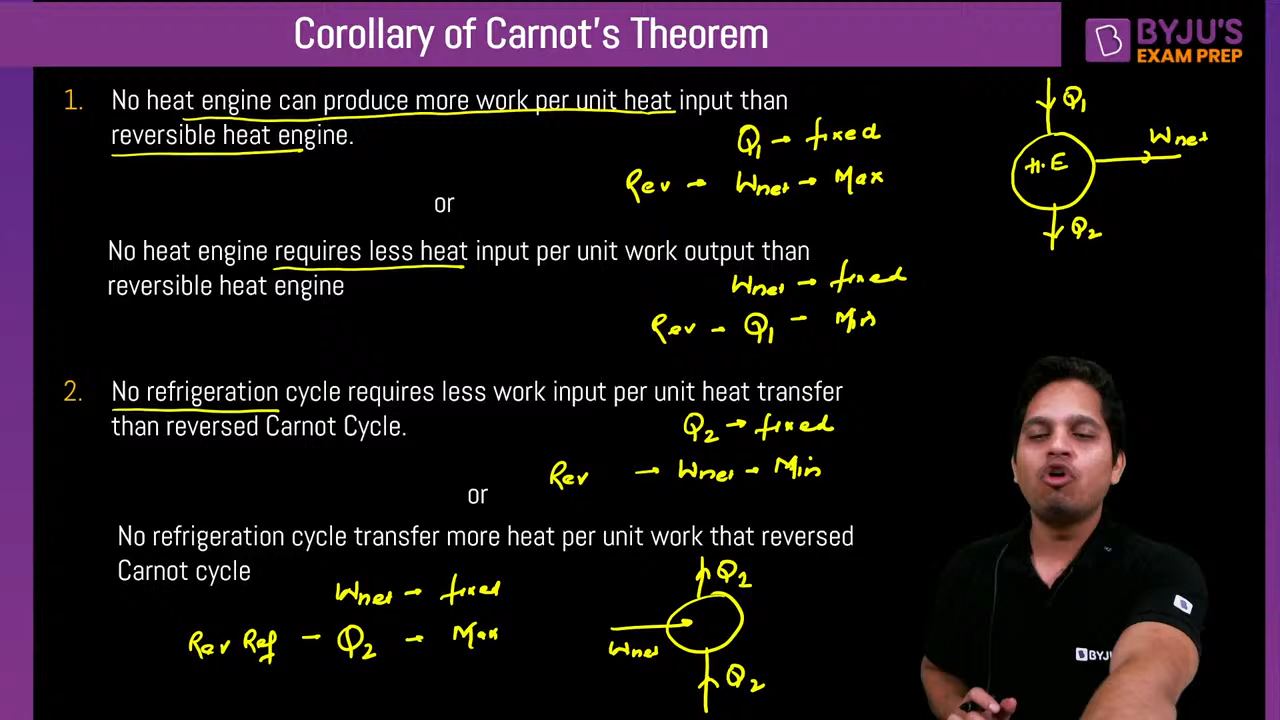 Corollary of Carnot's Theorem
BYJU'S
EXAM PREP
1. No heat engine can produce more work per unit heat input than
reversible heat engine.
Q1 → fixed
Rev → Wnet → Max
or
No heat engine requires less heat input per unit work output than
reversible heat engine
Wnet → fixed
Rev → Q1 → Min
Q1
H.E
Wnet
Q2
2. No refrigeration cycle requires less work input per unit heat transfer
than reversed Carnot Cycle.
Q2 → fixed
Rev → Wnet → Min
or
No refrigeration cycle transfer more heat per unit work that reversed
Carnot cycle
Wnet → fixed
Rev Ref → Q2 → Max
Q2
Wnet
Q2
BYJU